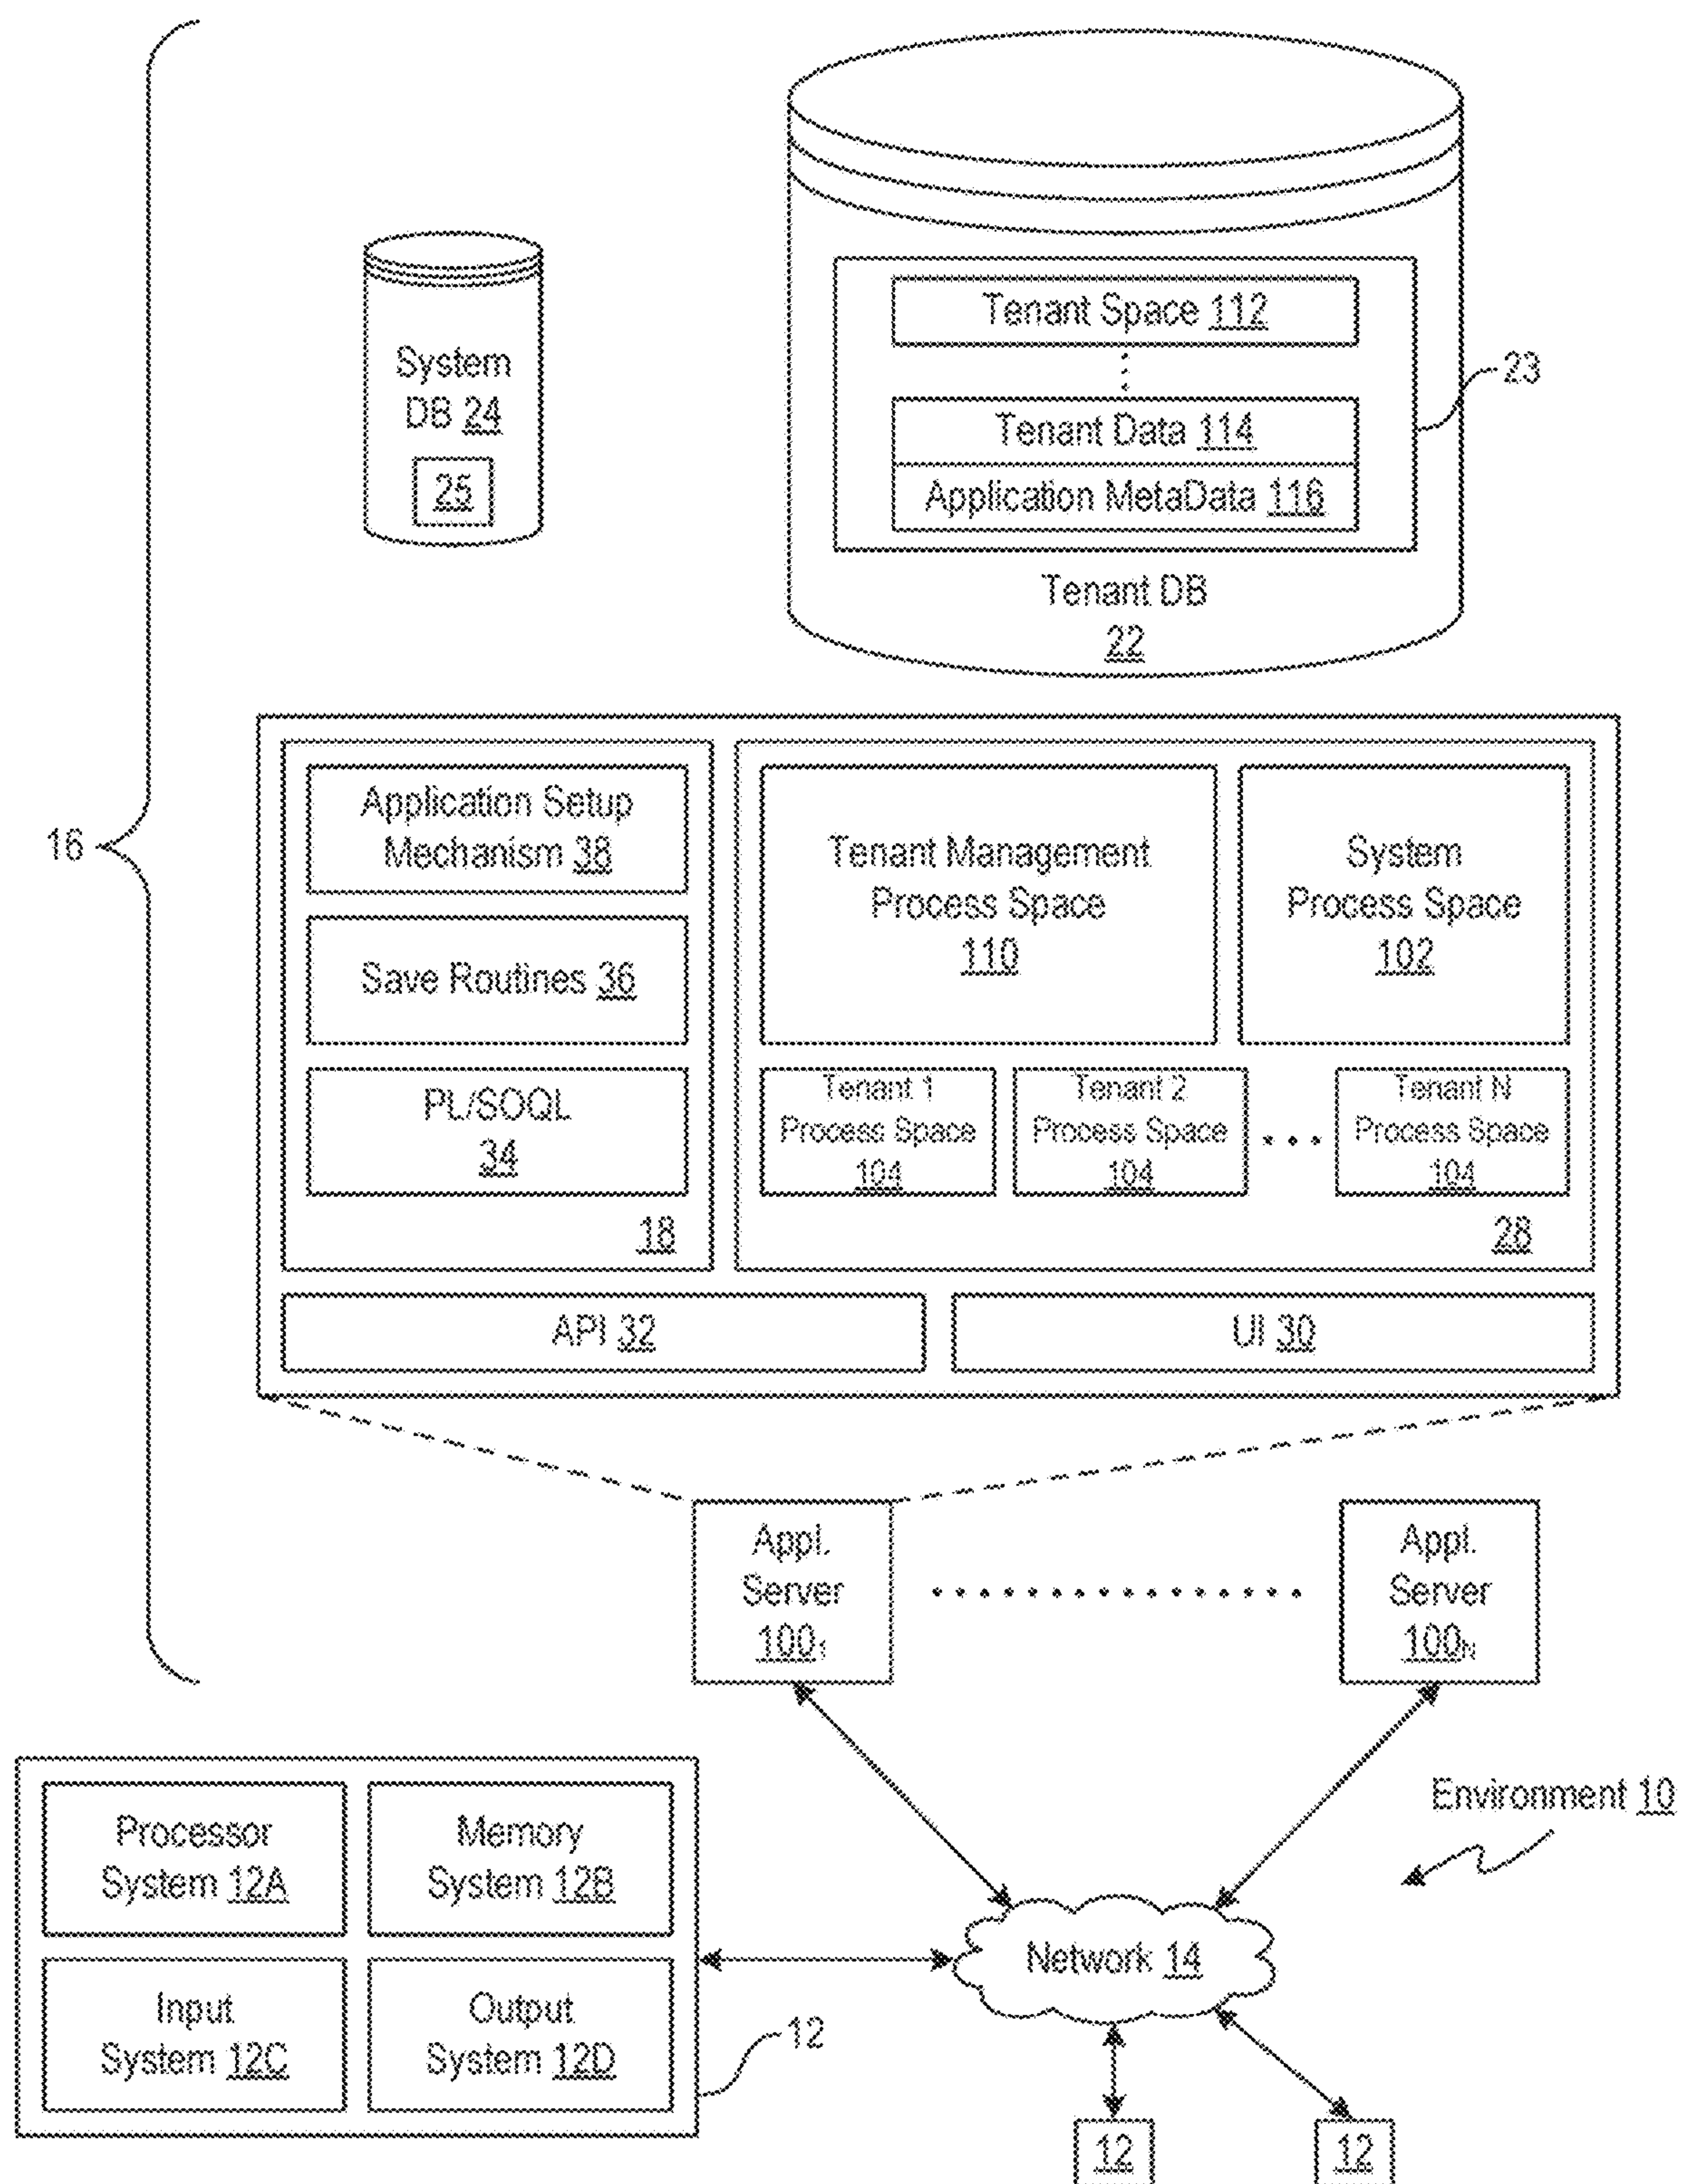 Tenant Space 112
23
System
DB 24
Tenant Data 114
25
Application MetaData 116
Tenant DB
22
16
Application Setup
Mechanism 38
Tenant Management
Process Space
110
System
Process Space
102
Save Routines 36
PL/SOQL
34
Tenant 1
Process Space
104
Tenant 2
Process Space
104
Tenant N
Process Space
104
18
28
API 32
UI 30
Appl.
Server
100₁
Appl.
Server
100ₙ
Environment 10
Processor
System 12A
Memory
System 12B
Network 14
Input
System 12C
Output
System 12D
12
12
12